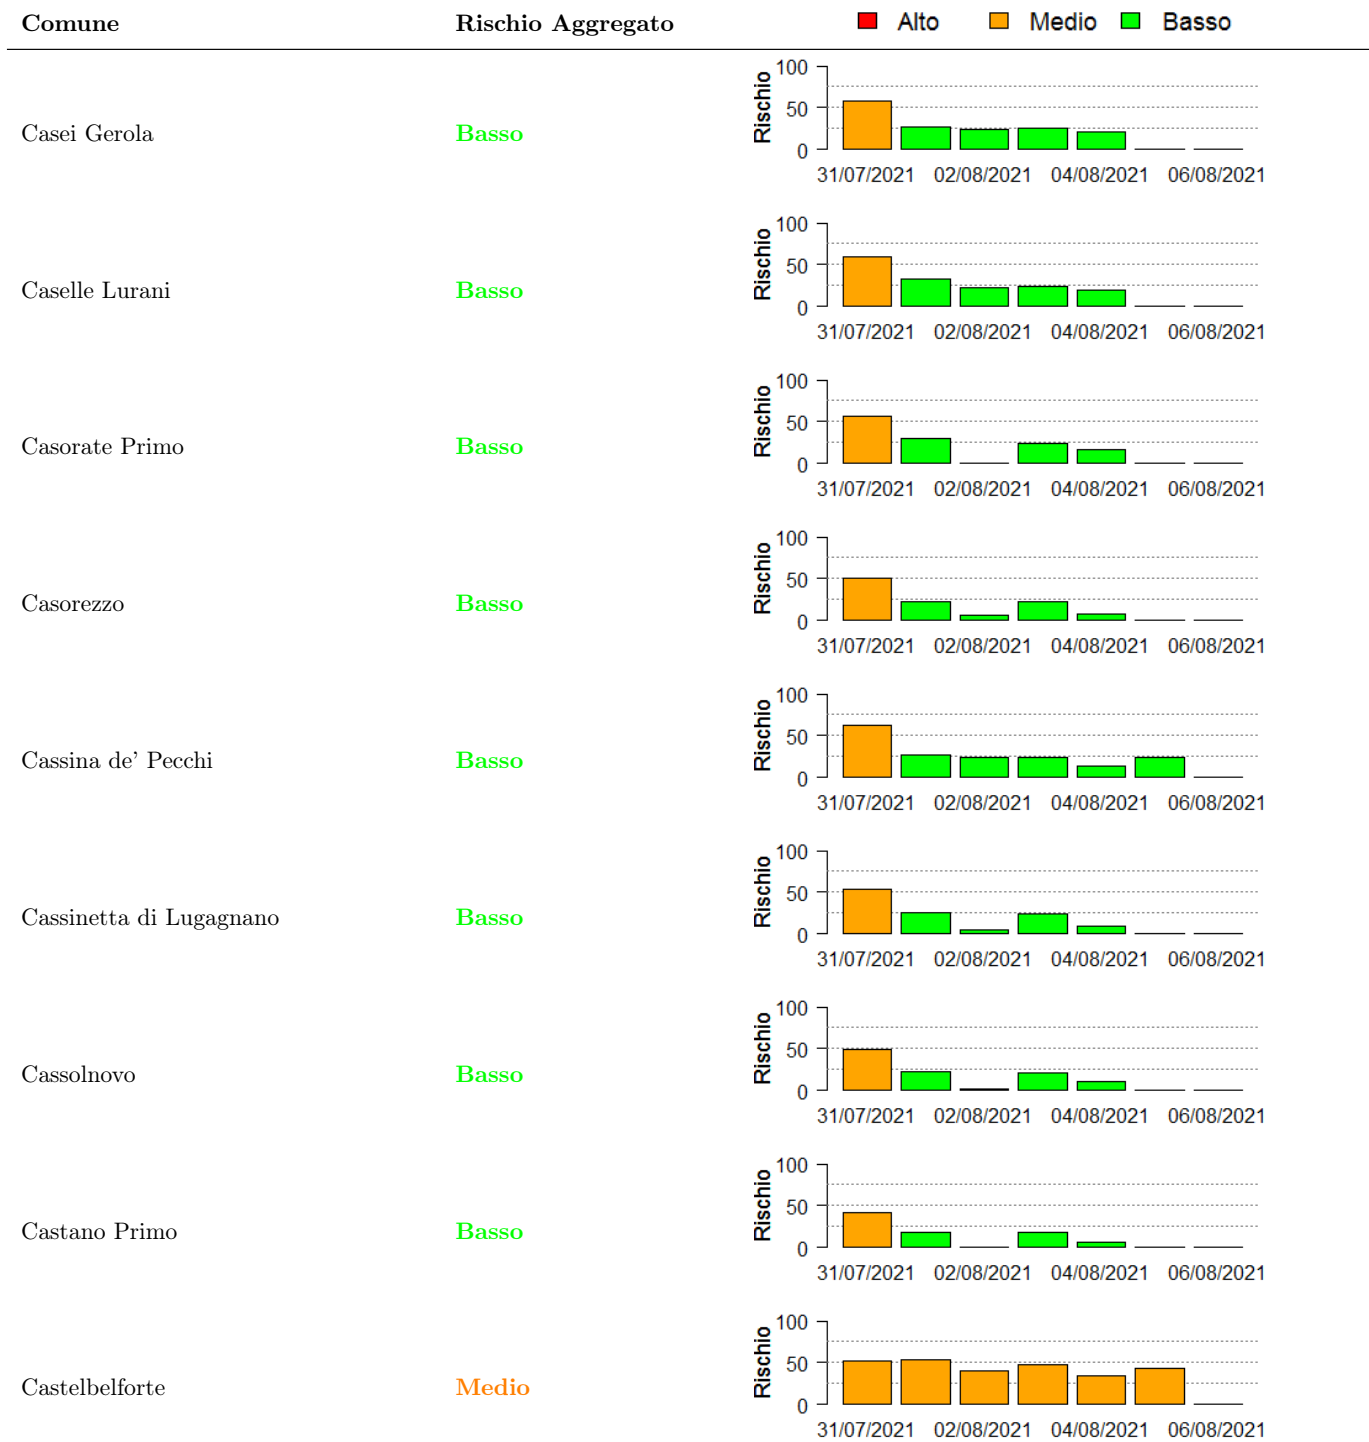 Comune Rischio Aggregato Alto Medio Basso
100
50
0
Rischio
Casei Gerola Basso
31/07/2021 02/08/2021 04/08/2021 06/08/2021
100
50
0
Rischio
Caselle Lurani Basso
31/07/2021 02/08/2021 04/08/2021 06/08/2021
100
50
0
Rischio
Casorate Primo Basso
31/07/2021 02/08/2021 04/08/2021 06/08/2021
100
50
0
Rischio
Casorezzo Basso
31/07/2021 02/08/2021 04/08/2021 06/08/2021
100
50
0
Rischio
Cassina de' Pecchi Basso
31/07/2021 02/08/2021 04/08/2021 06/08/2021
100
50
0
Rischio
Cassinetta di Lugagnano Basso
31/07/2021 02/08/2021 04/08/2021 06/08/2021
100
50
0
Rischio
Cassolnovo Basso
31/07/2021 02/08/2021 04/08/2021 06/08/2021
100
50
0
Rischio
Castano Primo Basso
31/07/2021 02/08/2021 04/08/2021 06/08/2021
100
50
0
Rischio
Castelbelforte Medio
31/07/2021 02/08/2021 04/08/2021 06/08/2021